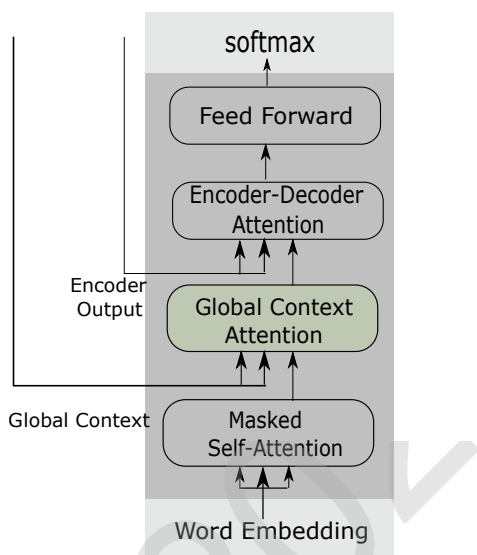 softmax
Feed Forward
Encoder-Decoder
Attention
Encoder
Output
Global Context
Attention
Global Context
Masked
Self-Attention
Word Embedding